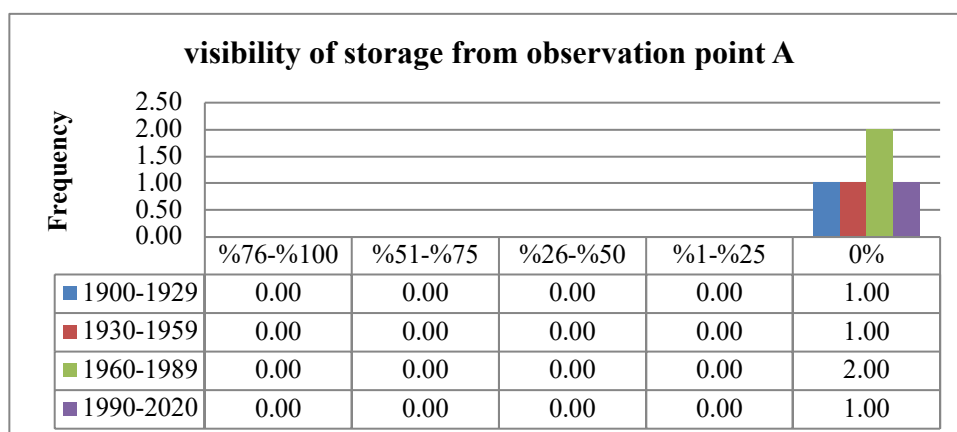 visibility of storage from observation point A
Frequency
2.50
2.00
1.50
1.00
0.50
0.00
%76-%100 %51-%75 %26-%50 %1-%25 0%
1900-1929 0.00 0.00 0.00 0.00 1.00
1930-1959 0.00 0.00 0.00 0.00 1.00
1960-1989 0.00 0.00 0.00 0.00 2.00
1990-2020 0.00 0.00 0.00 0.00 1.00